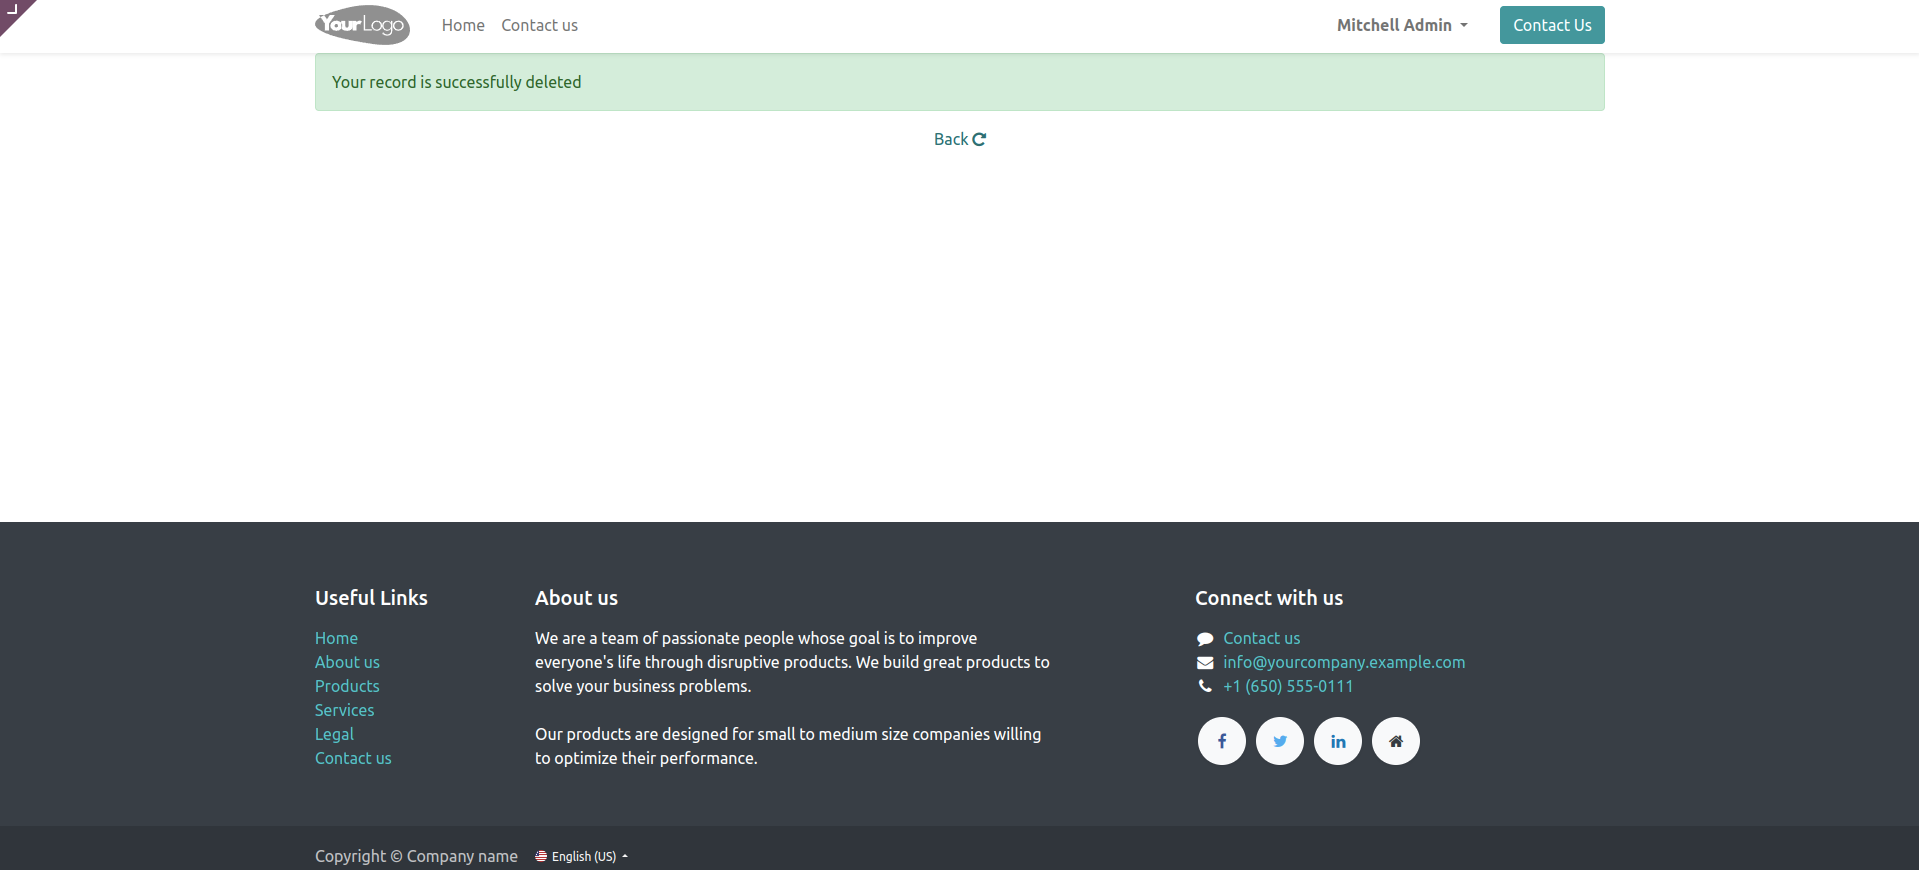 YourLogo
Home
Contact us
Mitchell Admin
Contact Us
Your record is successfully deleted
Back
Useful Links
Home
About us
Products
Services
Legal
Contact us
About us
We are a team of passionate people whose goal is to improve
everyone's life through disruptive products. We build great products to
solve your business problems.
Our products are designed for small to medium size companies willing
to optimize their performance.
Connect with us
Contact us
info@yourcompany.example.com
+1 (650) 555-0111
Copyright © Company name
English (US)